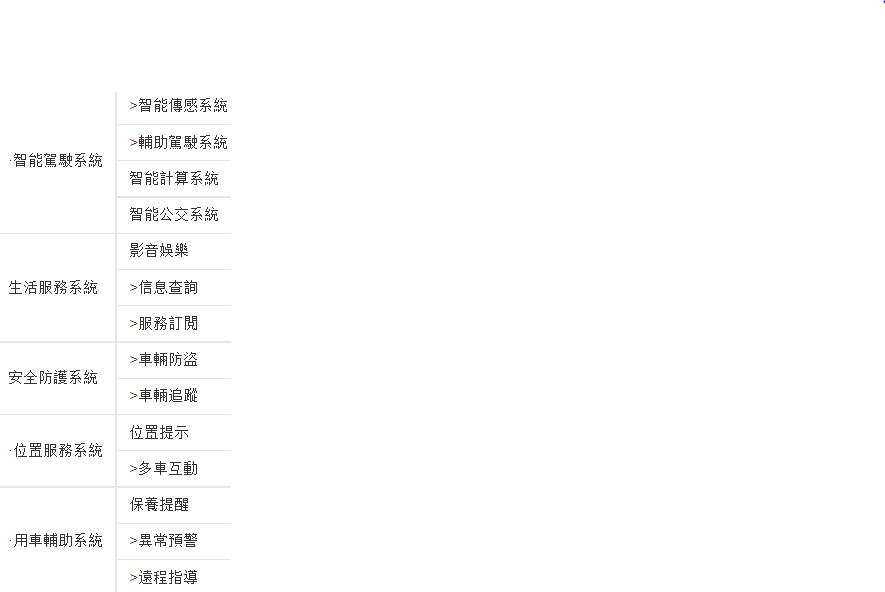 ·智能駕駛系統
>智能傳感系統
>輔助駕駛系統
智能計算系統
智能公交系統
生活服務系統
影音娛樂
>信息查詢
>服務訂閱
安全防護系統
>車輛防盜
>車輛追蹤
·位置服務系統
位置提示
>多車互動
·用車輔助系統
保養提醒
>異常預警
>遠程指導